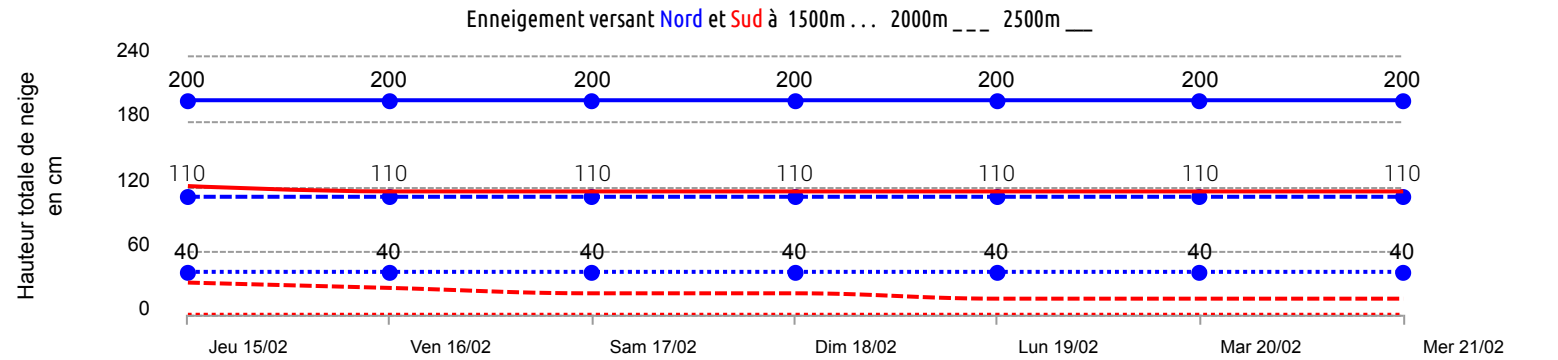 Enneigement versant Nord et Sud à 1500m . . . 2000m _ _ _ 2500m __
Hauteur totale de neige
en cm
240
200 200 200 200 200 200 200
180
110 110 110 110 110 110 110
120
60
40 40 40 40 40 40 40
0
Jeu 15/02 Ven 16/02 Sam 17/02 Dim 18/02 Lun 19/02 Mar 20/02 Mer 21/02